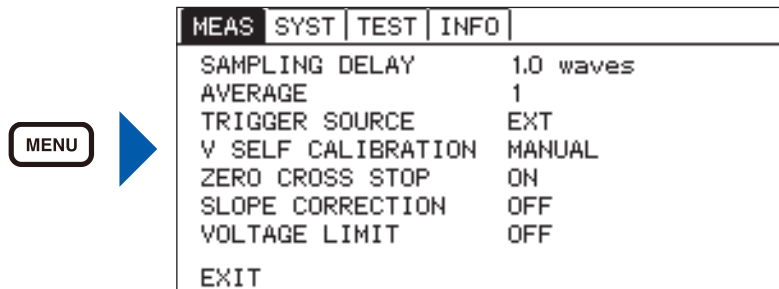 MENU
MEAS SYST TEST INFO
SAMPLING DELAY 1.0 waves
AVERAGE 1
TRIGGER SOURCE EXT
V SELF CALIBRATION MANUAL
ZERO CROSS STOP ON
SLOPE CORRECTION OFF
VOLTAGE LIMIT OFF
EXIT